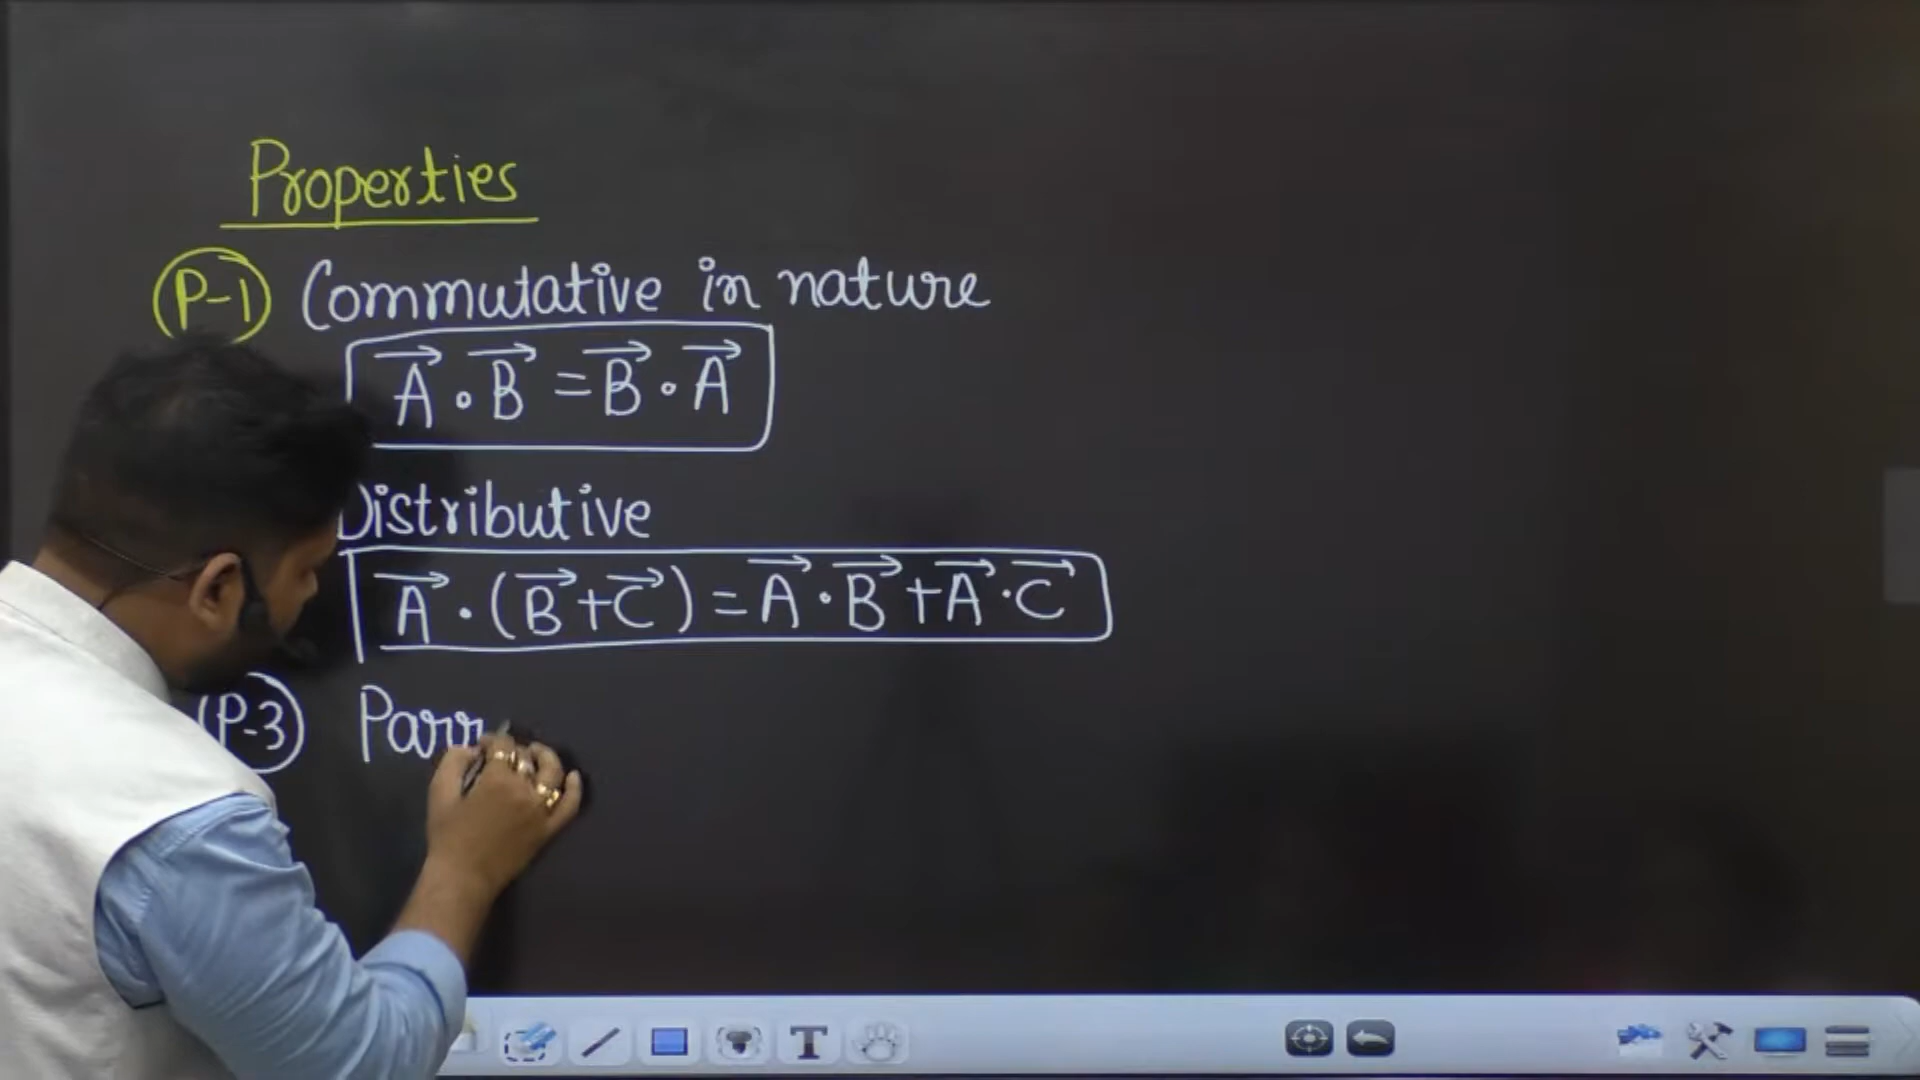 Properties
P-1 Commutative in nature
A⃗ · B⃗ = B⃗ · A⃗
Distributive
A⃗ · (B⃗ + C⃗) = A⃗ · B⃗ + A⃗ · C⃗
P-3 Parr
T